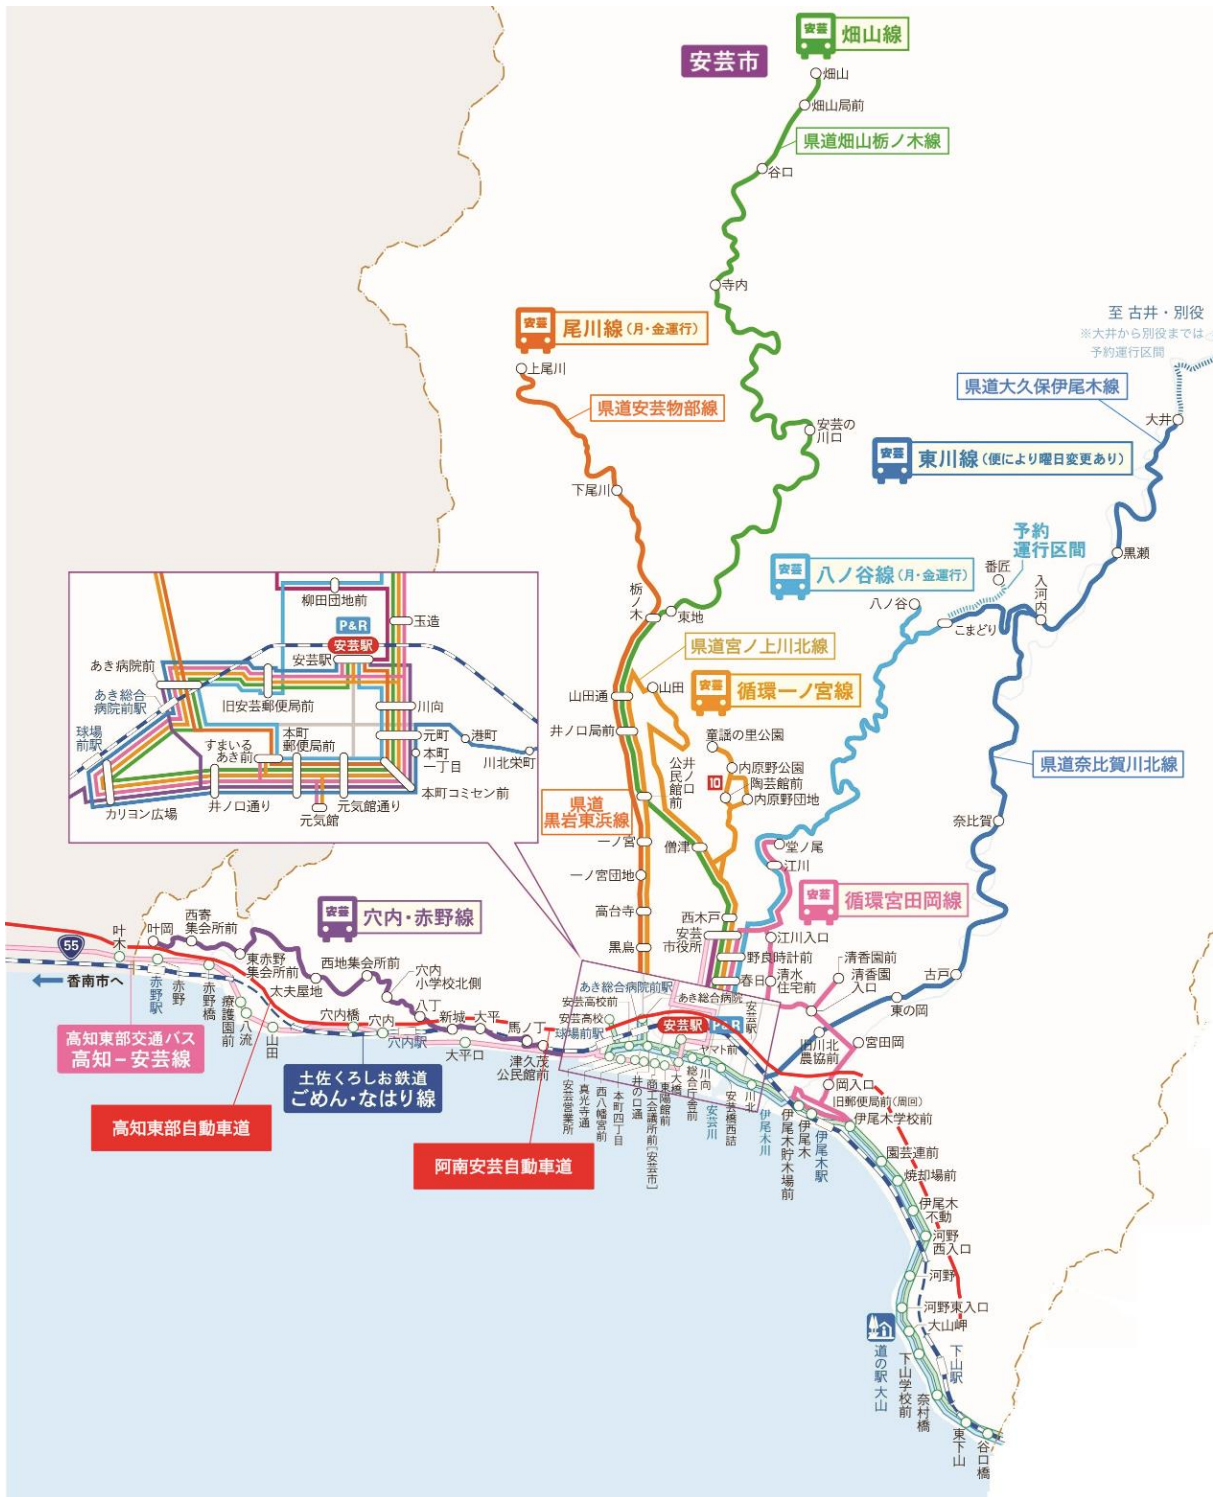 安芸
畑山線
安芸市
畑山
畑山局前
県道畑山栃ノ木線
谷口
寺内
至 古井・別役
※大井から別役までは
予約運行区間
安芸
尾川線(月・金運行)
上尾川
県道安芸物部線
県道大久保伊尾木線
大井
安芸の
川口
安芸
東川線(便により曜日変更あり)
下尾川
予約
運行区間
黒瀬
安芸
八ノ谷線(月・金運行)
番匠
入河内
八ノ谷
こまどり
栃ノ木
東地
県道宮ノ上川北線
山田
安芸
循環一ノ宮線
山田通
井ノ口局前
童謡の里公園
内原野公園
陶芸館前
内原野団地
10
井ノ口
公民館前
県道奈比賀川北線
県道
黒岩東浜線
奈比賀
一ノ宮
僧津
堂ノ尾
江川
一ノ宮団地
安芸
循環宮田岡線
高台寺
西木戸
安芸
市役所
江川入口
黒鳥
野良時計前
清香園前
清香園
入口
春日
清水
住宅前
古戸
東の岡
柳田団地前
玉造
P&R
安芸駅
安芸駅
あき病院前
あき総合
病院前駅
旧安芸郵便局前
川向
球場
前駅
すまいる
あき前
本町
郵便局前
元町
港町
本町
一丁目
川北栄町
カリヨン広場
井ノ口通り
元気館
元気館通り
本町コミセン前
安芸
穴内・赤野線
叶木
叶岡
西寄
集会所前
55
香南市へ
赤野駅
赤野
赤野橋
東赤野
集会所前
太夫屋地
西地集会所前
穴内
小学校北側
療護園前
八流
山田
穴内橋
穴内
穴内駅
八丁
新城
大平
大平口
馬ノ丁
津久茂
公民館前
高知東部交通バス
高知−安芸線
土佐くろしお鉄道
ごめん・なはり線
高知東部自動車道
阿南安芸自動車道
あき総合病院前駅
あき総合病院
安芸高校前
安芸高校
球場前駅
安芸駅
P&R
安芸駅
ヤマト前
旧川北
農協前
宮田岡
岡入口
旧郵便局前(周回)
伊尾木学校前
安芸営業所
真光寺通
西八幡宮前
本町四丁目
井の口通
商工会議所前[安芸市]
東陽館前
大橋
総合庁舎前
川向
安芸川
安芸橋西詰
川北
伊尾木川
伊尾木貯木場前
伊尾木
伊尾木駅
園芸連前
焼却場前
伊尾木
不動
河野
西入口
河野
河野東入口
大山岬
道の駅 大山
下山学校前
下山駅
奈村橋
東下山
谷口橋